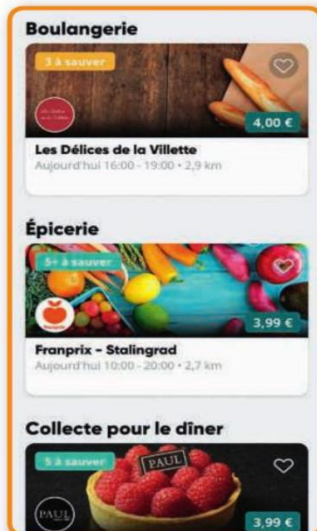 Boulangerie
3 à sauver
4,00 €
Les Délices de la Villette
Aujourd'hui 16:00 - 19:00 • 2,9 km
Épicerie
5+ à sauver
3,99 €
Franprix - Stalingrad
Aujourd'hui 10:00 - 20:00 • 2,7 km
Collecte pour le dîner
5 à sauver
PAUL
PAUL
3,99 €